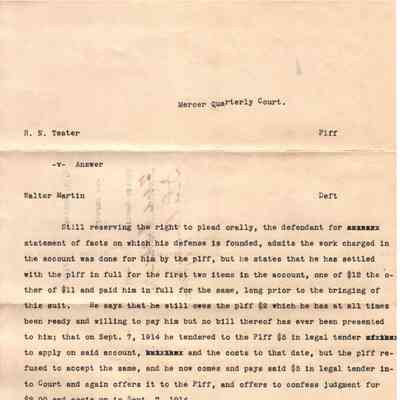 Mercer Quarterly Court.
Plff
-v- Answer
Walter Martin Deft
Still reserving the right to plead orally, the defendant for
statement of facts on which his defense is founded, admits the work charged in
the account was done for him by the plff, but he states that he has settled
with the plff in full for the first two items in the account, one of $12 the o-
ther of $11 and paid him in full for the same, long prior to the bringing of
this suit. He says that he still owes the plff $2 which he has at all times
been ready and willing to pay him but no bill thereof has ever been presented
to him; that on Sept. 7, 1914 he tendered to the Plff $5 in legal tender
to apply on said account, and the costs to that date, but the plff re-
fused to accept the same, and he now comes and pays said $5 in legal tender in-
to Court and again offers it to the Plff, and offers to confess judgment for